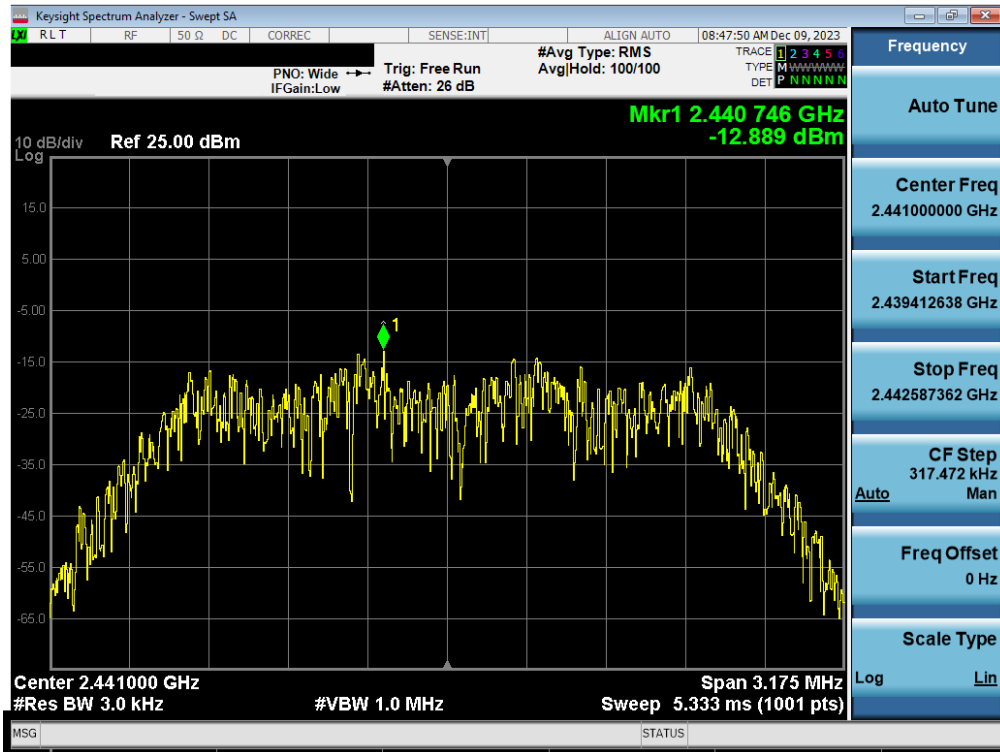 Keysight Spectrum Analyzer - Swept SA
LXI RLT RF 50 Ω DC CORREC SENSE:INT ALIGN AUTO 08:47:50 AM Dec 09, 2023
PNO: Wide
IFGain:Low
Trig: Free Run
#Atten: 26 dB
#Avg Type: RMS
Avg|Hold: 100/100
TRACE 1 2 3 4 5 6
TYPE M W W W W W
DET P N N N N N
Mkr1 2.440 746 GHz
-12.889 dBm
10 dB/div Ref 25.00 dBm
Log
15.0
5.00
-5.00
-15.0
-25.0
-35.0
-45.0
-55.0
-65.0
1
Center 2.441000 GHz Span 3.175 MHz
#Res BW 3.0 kHz #VBW 1.0 MHz Sweep 5.333 ms (1001 pts)
MSG STATUS
Frequency
Auto Tune
Center Freq
2.441000000 GHz
Start Freq
2.439412638 GHz
Stop Freq
2.442587362 GHz
CF Step
317.472 kHz
Auto Man
Freq Offset
0 Hz
Scale Type
Log Lin